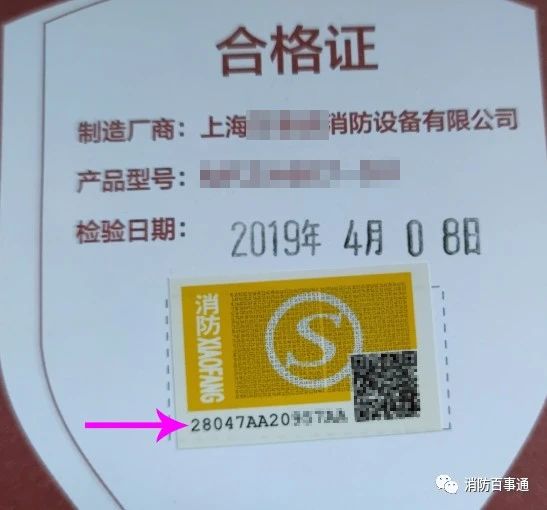 合格证
制造厂商：上海消防设备有限公司
产品型号：
检验日期：
2019年 4月 0 8日
消防 XIAOFANG
S
28047AA20
消防百事通